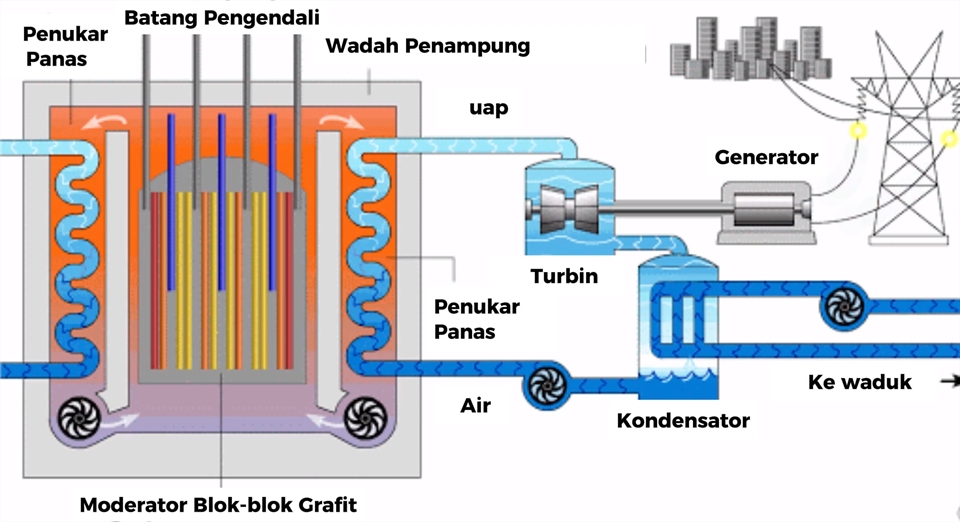 Batang Pengendali
Penukar
Panas
Wadah Penampung
uap
Generator
Turbin
Penukar
Panas
Air
Ke waduk
Kondensator
Moderator Blok-blok Grafit